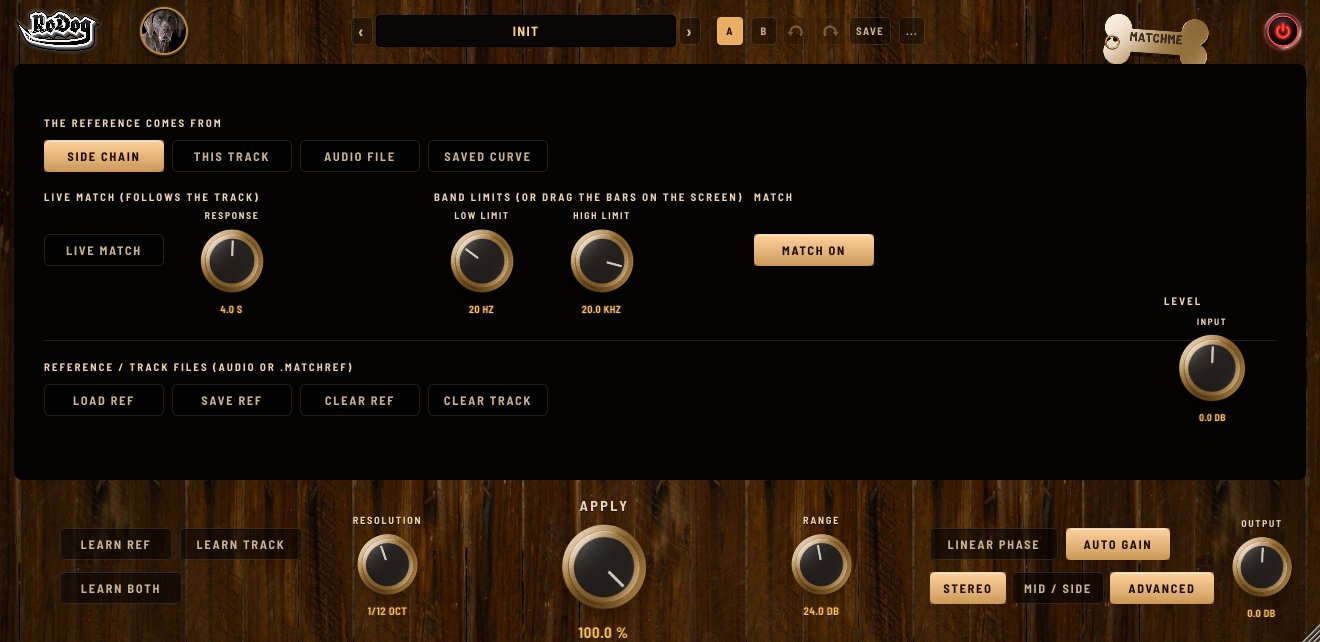 RoDog
‹ INIT › A B SAVE ... MATCHME
THE REFERENCE COMES FROM
SIDE CHAIN THIS TRACK AUDIO FILE SAVED CURVE
LIVE MATCH (FOLLOWS THE TRACK) BAND LIMITS (OR DRAG THE BARS ON THE SCREEN) MATCH
RESPONSE LOW LIMIT HIGH LIMIT
LIVE MATCH MATCH ON
4.0 S 20 HZ 20.0 KHZ
LEVEL
INPUT
REFERENCE / TRACK FILES (AUDIO OR .MATCHREF)
LOAD REF SAVE REF CLEAR REF CLEAR TRACK
0.0 DB
APPLY
RESOLUTION RANGE OUTPUT
LEARN REF LEARN TRACK LINEAR PHASE AUTO GAIN
LEARN BOTH STEREO MID / SIDE ADVANCED
1/12 OCT 24.0 DB 0.0 DB
100.0 %